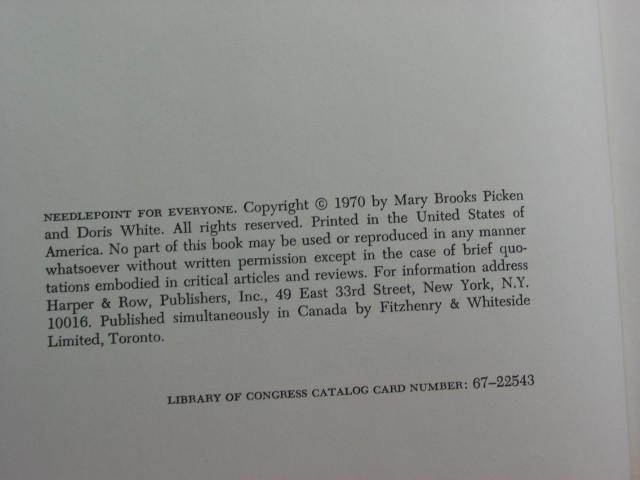 NEEDLEPOINT FOR EVERYONE. Copyright © 1970 by Mary Brooks Picken
and Doris White. All rights reserved. Printed in the United States of
America. No part of this book may be used or reproduced in any manner
whatsoever without written permission except in the case of brief quo-
tations embodied in critical articles and reviews. For information address
Harper & Row, Publishers, Inc., 49 East 33rd Street, New York, N.Y.
10016. Published simultaneously in Canada by Fitzhenry & Whiteside
Limited, Toronto.
LIBRARY OF CONGRESS CATALOG CARD NUMBER: 67–22543